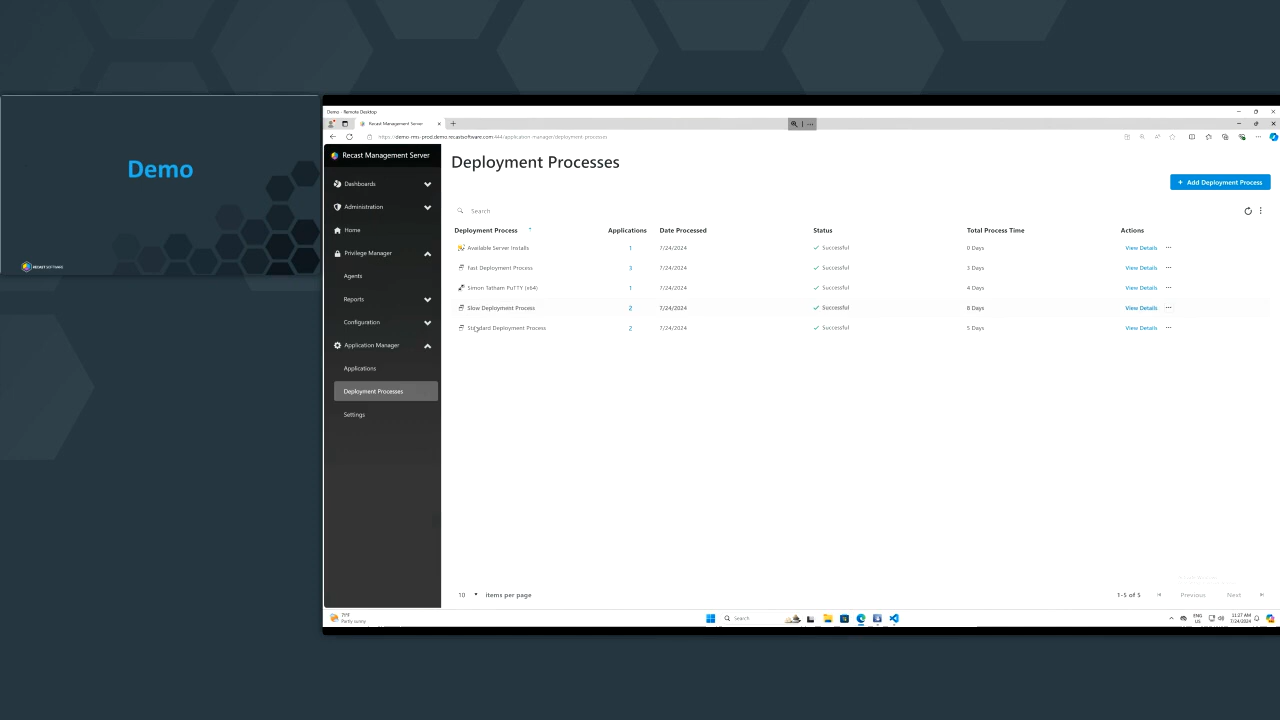 Demo
RECAST SOFTWARE
Demo - Remote Desktop
Recast Management Server
https://demo-rms-prod.demo.recastsoftware.com:444/application-manager/deployment-processes
Recast Management Server
Dashboards
Administration
Home
Privilege Manager
Agents
Reports
Configuration
Application Manager
Applications
Deployment Processes
Settings
Deployment Processes
+ Add Deployment Process
Search
Deployment Process Applications Date Processed Status Total Process Time Actions
Available Server Installs 1 7/24/2024 Successful 0 Days View Details ...
Fast Deployment Process 3 7/24/2024 Successful 3 Days View Details ...
Simon Tatham PuTTY (x64) 1 7/24/2024 Successful 4 Days View Details ...
Slow Deployment Process 2 7/24/2024 Successful 8 Days View Details ...
Standard Deployment Process 2 7/24/2024 Successful 5 Days View Details ...
10 items per page 1-5 of 5 Previous Next
Partly sunny
Search
ENG
US
11:37 AM
7/24/2024